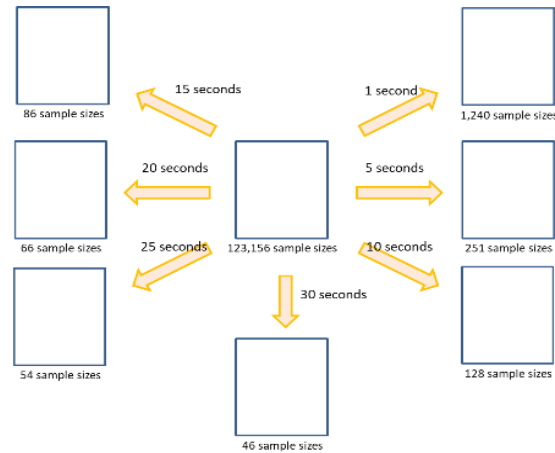 15 seconds
1 second
86 sample sizes
1,240 sample sizes
20 seconds
5 seconds
66 sample sizes
123,156 sample sizes
251 sample sizes
25 seconds
10 seconds
30 seconds
54 sample sizes
128 sample sizes
46 sample sizes